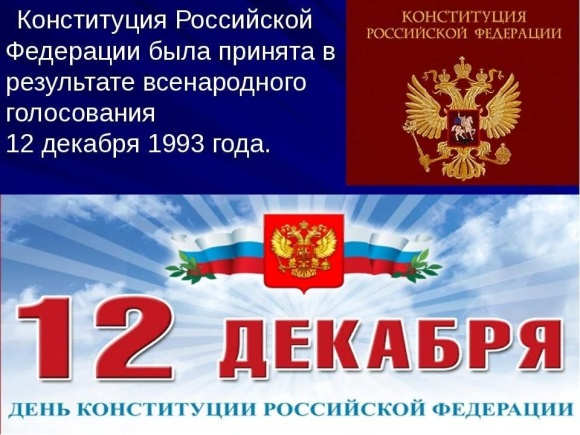 Конституция Российской
Федерации была принята в
результате всенародного
голосования
12 декабря 1993 года.
КОНСТИТУЦИЯ
РОССИЙСКОЙ ФЕДЕРАЦИИ
12 ДЕКАБРЯ
ДЕНЬ КОНСТИТУЦИИ РОССИЙСКОЙ ФЕДЕРАЦИИ